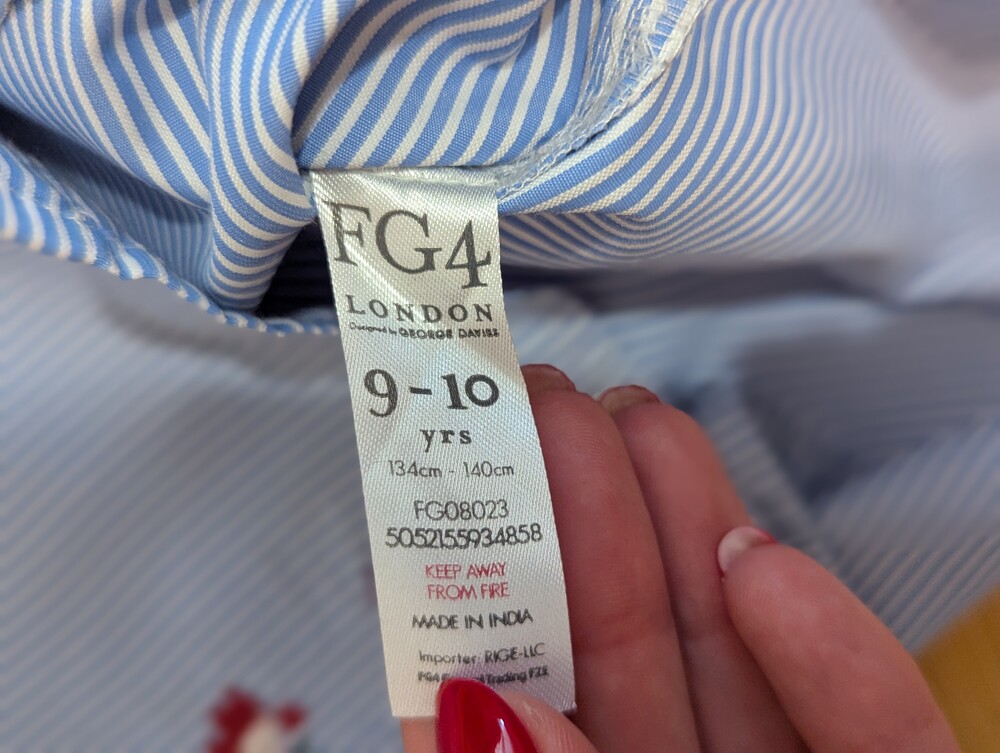 FG4
LONDON
Designed by GEORGE DAVIES
9-10
yrs
134cm - 140cm
FG08023
5052155934858
KEEP AWAY
FROM FIRE
MADE IN INDIA
Importer: RIGE-LLC
FG4 Trading FZE